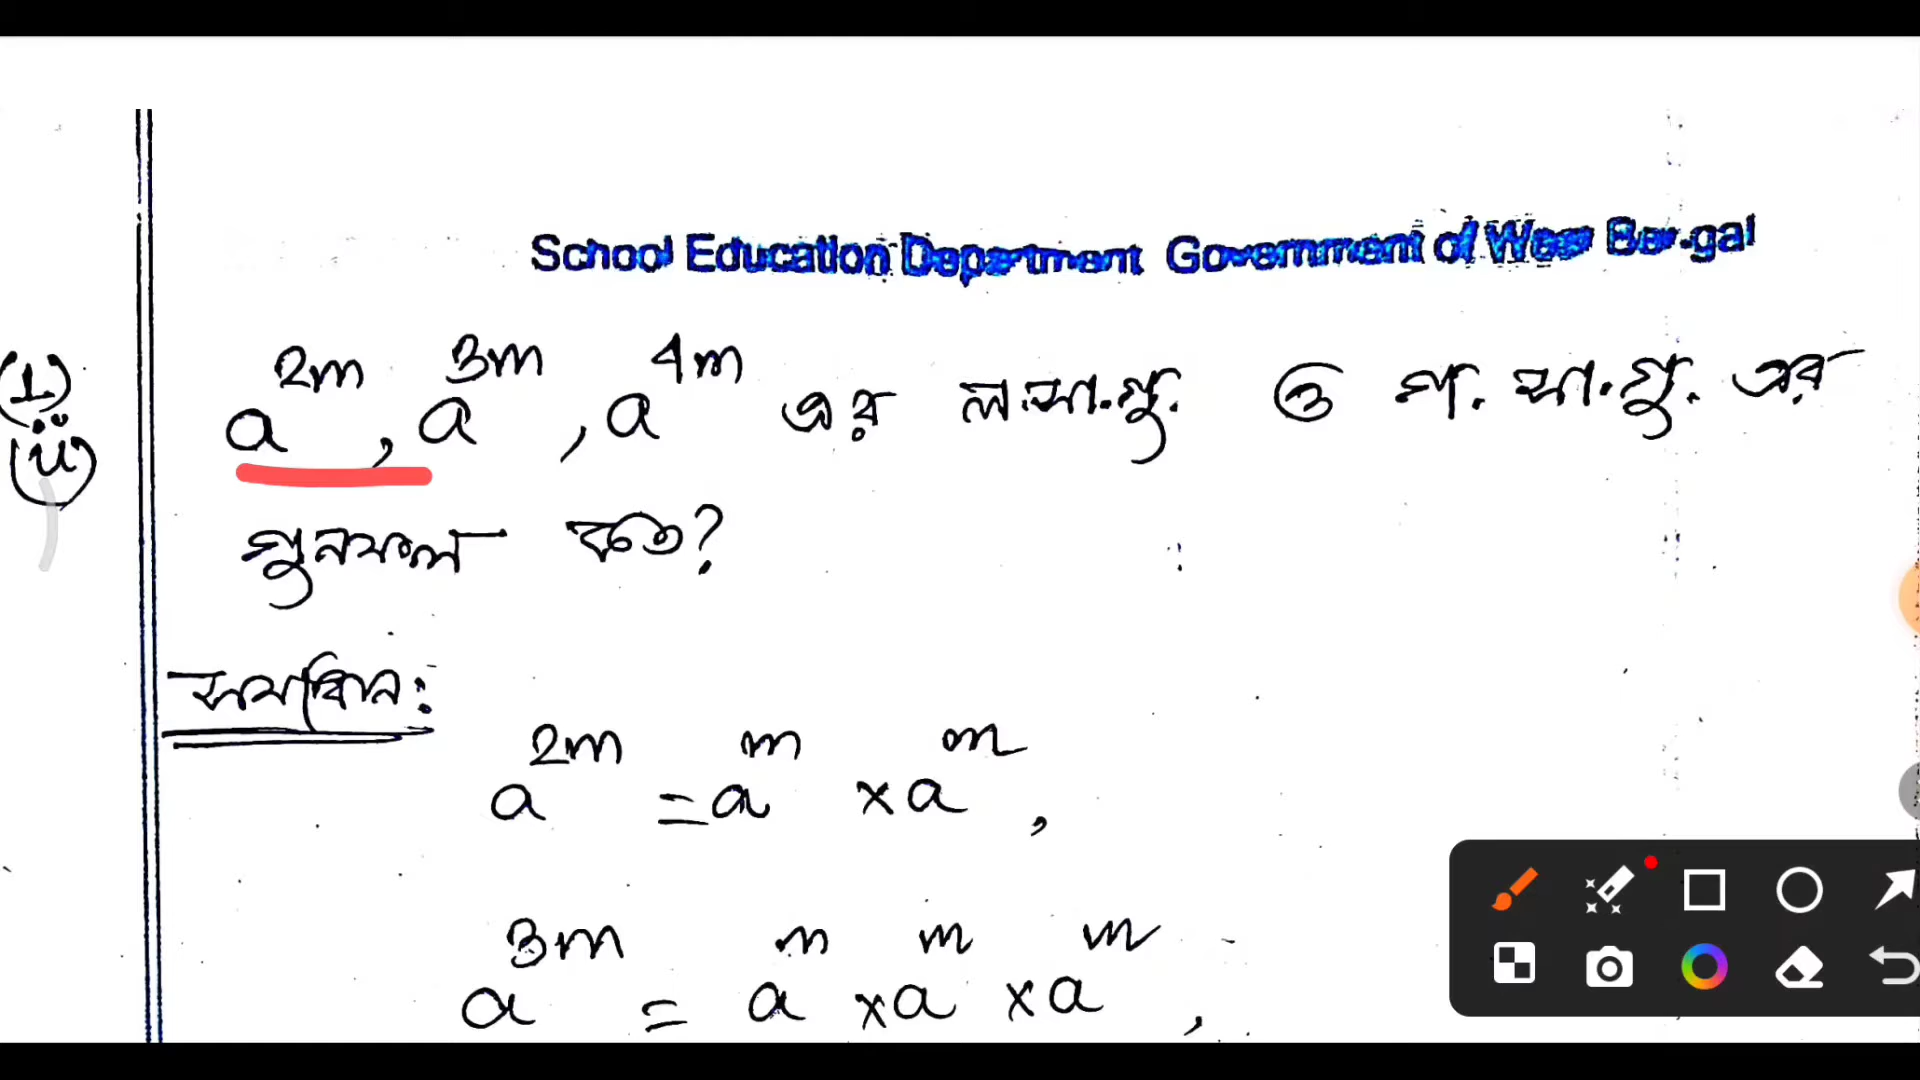 School Education Department Government of West Bengal
(1) a^{2m}, a^{3m}, a^{4m} এর ল.সা.গু. ও গ.সা.গু. এর
(ii) গুনফল কত?
সমাধান:
a^{2m} = a^m × a^m,
a^{3m} = a^m × a^m × a^m,